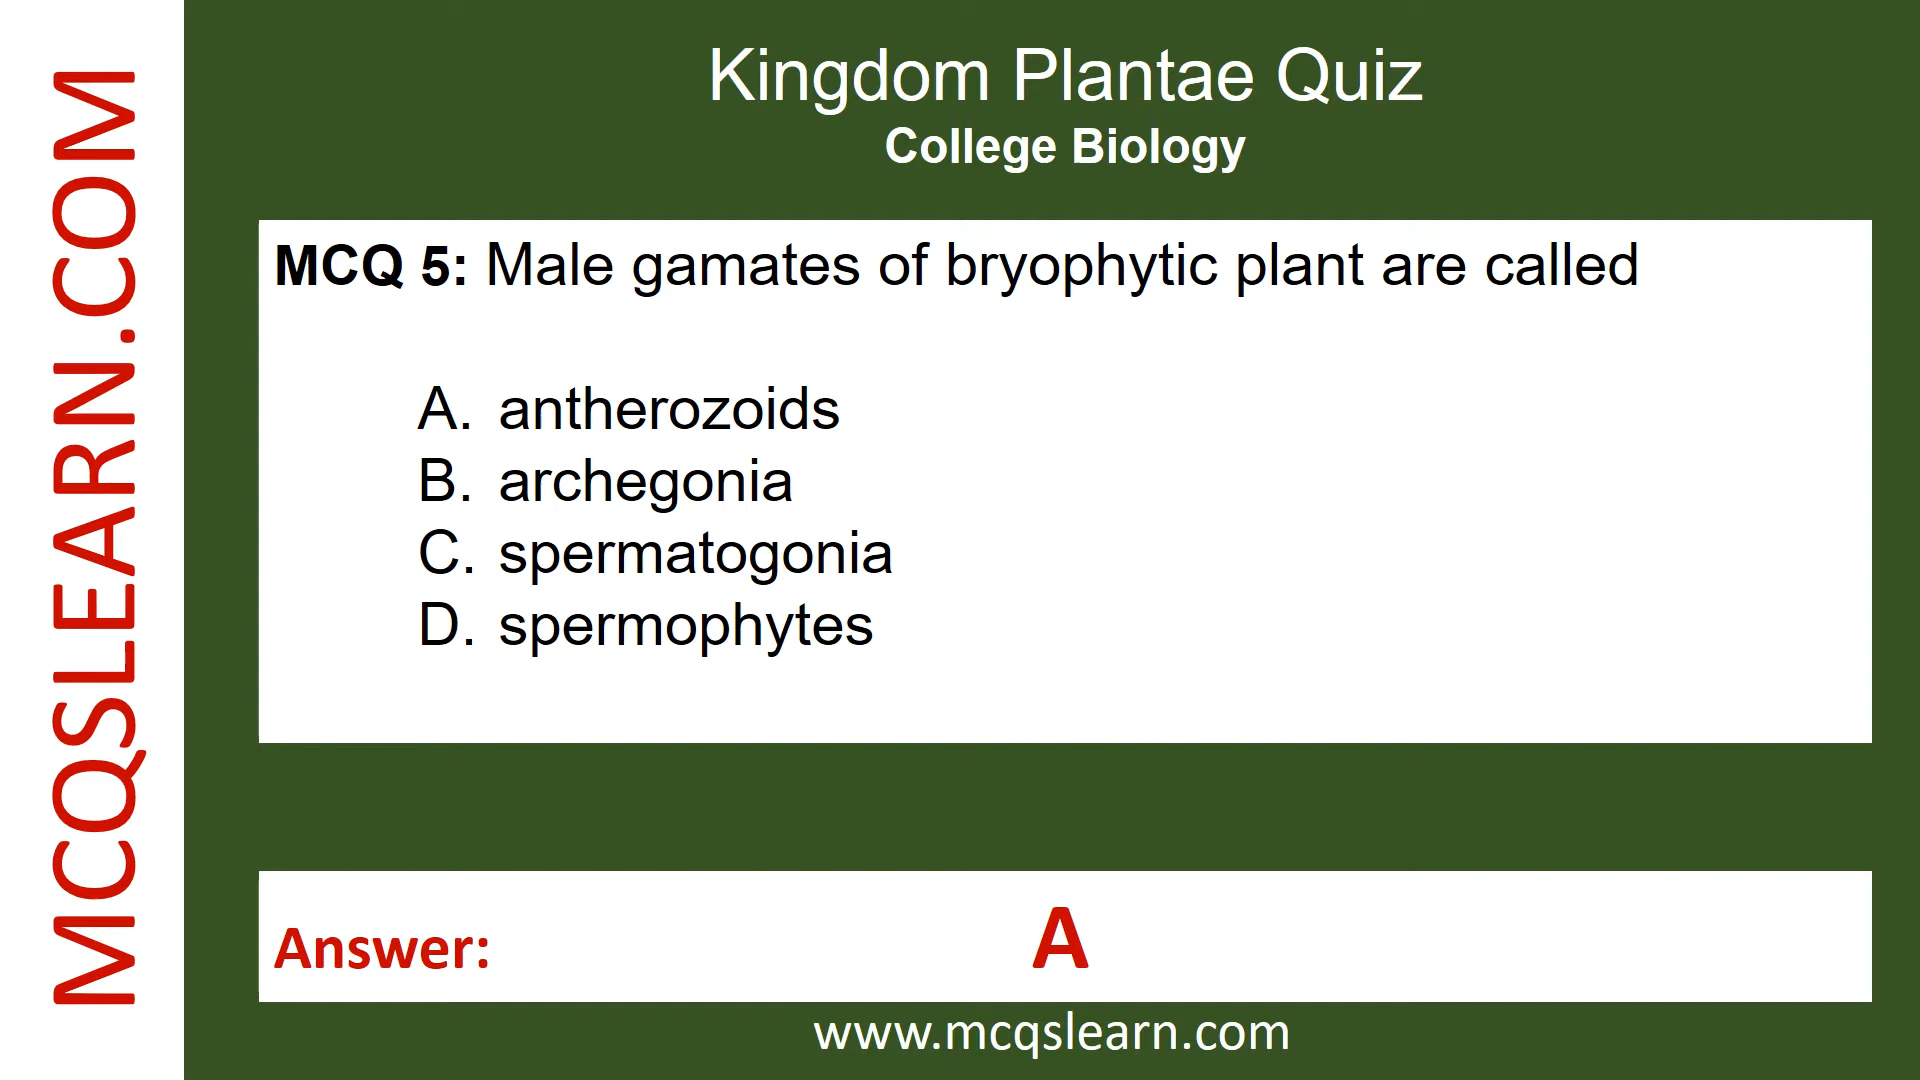 MCQSLEARN.COM
Kingdom Plantae Quiz
College Biology
MCQ 5: Male gamates of bryophytic plant are called
A. antherozoids
B. archegonia
C. spermatogonia
D. spermophytes
Answer: A
www.mcqslearn.com